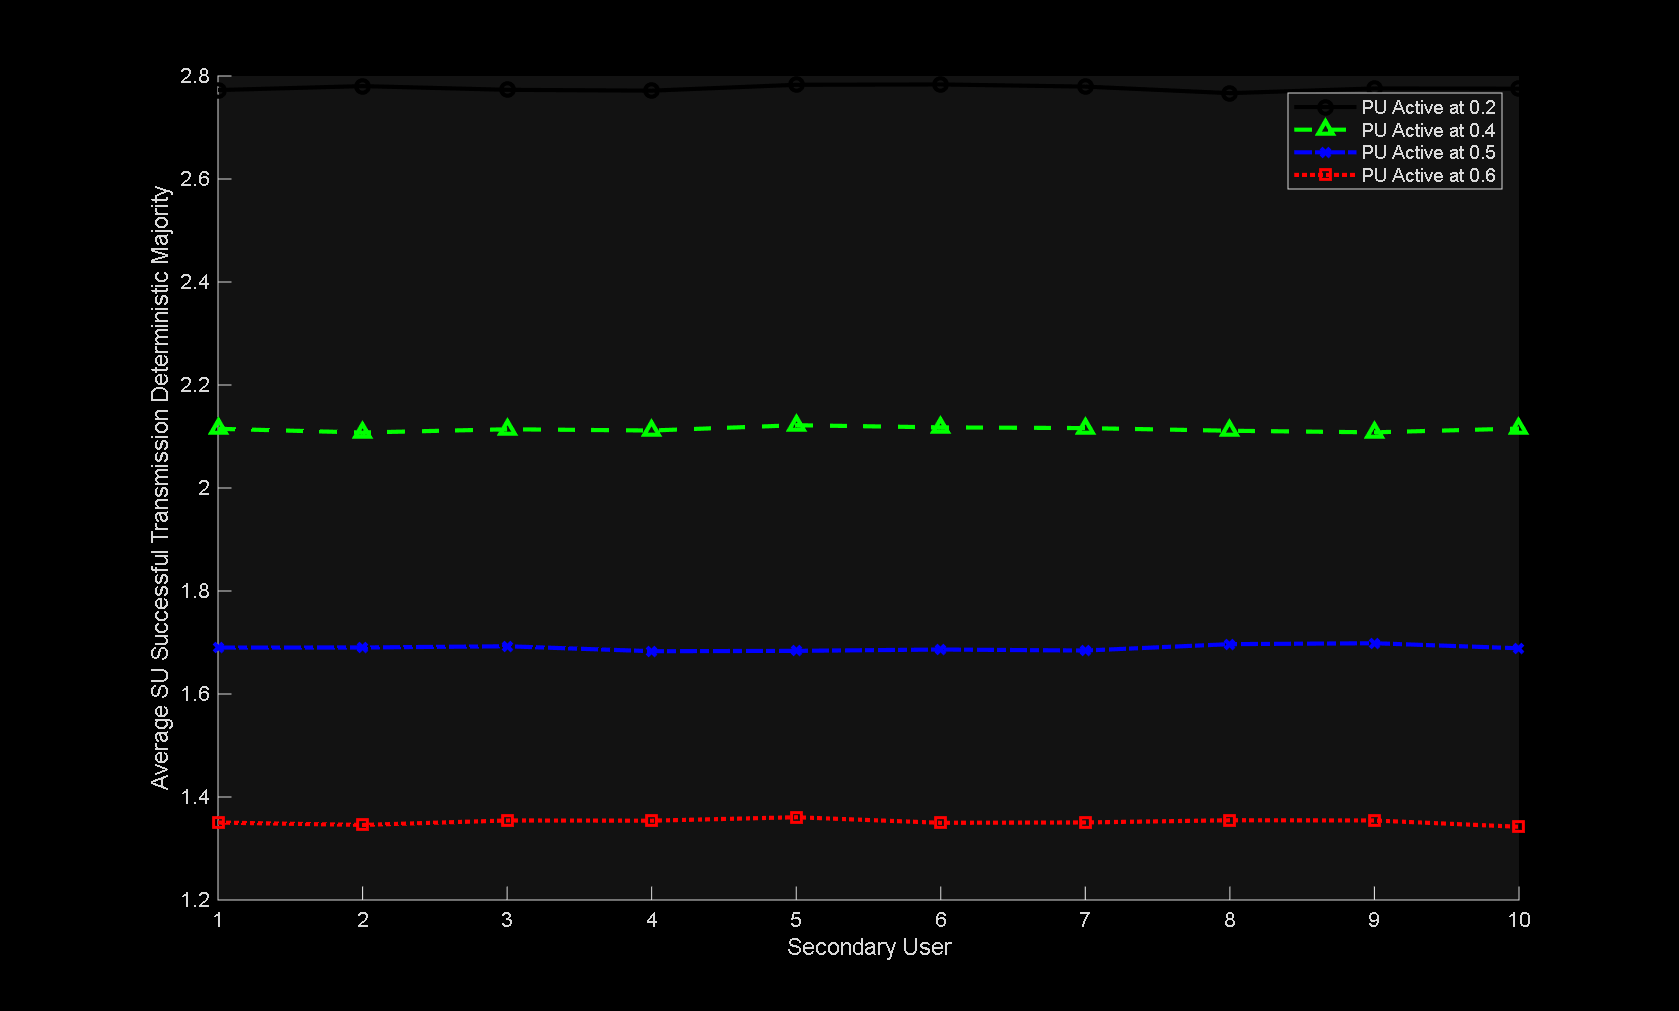 2.8
2.6
2.4
2.2
2
1.8
1.6
1.4
1.2
Average SU Successful Transmission Deterministic Majority
PU Active at 0.2
PU Active at 0.4
PU Active at 0.5
PU Active at 0.6
1 2 3 4 5 6 7 8 9 10
Secondary User